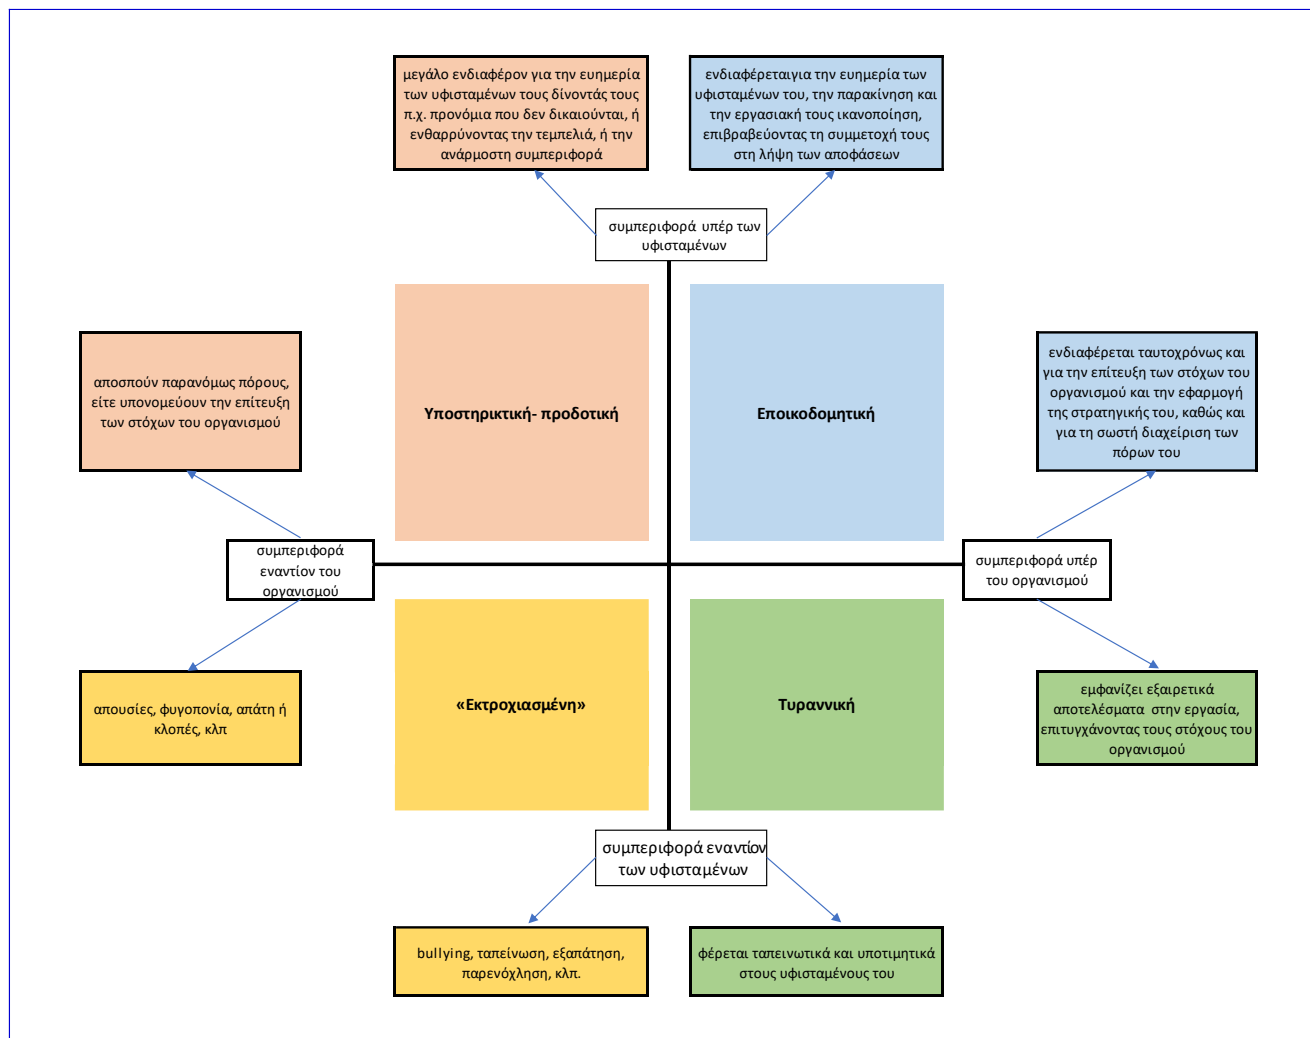 μεγάλο ενδιαφέρον για την ευημερία
των υφισταμένων τους δίνοντάς τους
π.χ. προνόμια που δεν δικαιούνται, ή
ενθαρρύνοντας την τεμπελιά, ή την
ανάρμοστη συμπεριφορά
ενδιαφέρεταιγια την ευημερία των
υφισταμένων του, την παρακίνηση και
την εργασιακή τους ικανοποίηση,
επιβραβεύοντας τη συμμετοχή τους
στη λήψη των αποφάσεων
συμπεριφορά υπέρ των
υφισταμένων
αποσπούν παρανόμως πόρους,
είτε υπονομεύουν την επίτευξη
των στόχων του οργανισμού
Υποστηρικτική- προδοτική
Εποικοδομητική
ενδιαφέρεται ταυτοχρόνως και
για την επίτευξη των στόχων του
οργανισμού και την εφαρμογή
της στρατηγικής του, καθώς και
για τη σωστή διαχείριση των
πόρων του
συμπεριφορά
εναντίον του
οργανισμού
συμπεριφορά υπέρ
του οργανισμού
απουσίες, φυγοπονία, απάτη ή
κλοπές, κλπ
«Εκτροχιασμένη»
Τυραννική
εμφανίζει εξαιρετικά
αποτελέσματα στην εργασία,
επιτυγχάνοντας τους στόχους του
οργανισμού
συμπεριφορά εναντίον
των υφισταμένων
bullying, ταπείνωση, εξαπάτηση,
παρενόχληση, κλπ.
φέρεται ταπεινωτικά και υποτιμητικά
στους υφισταμένους του